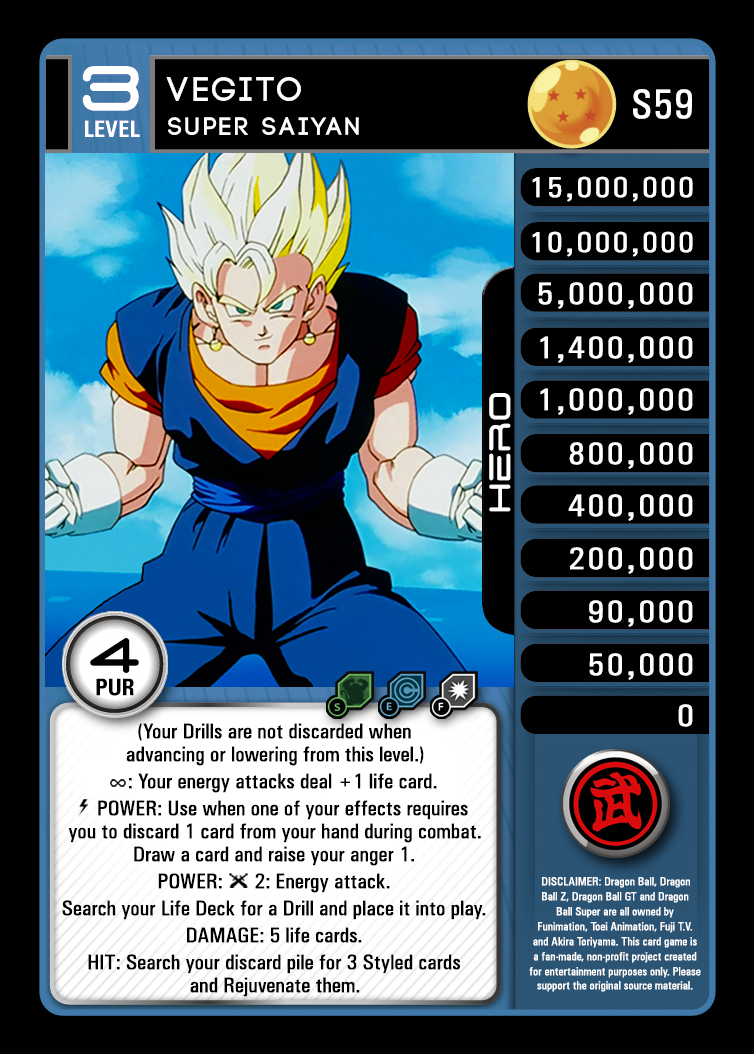 3
LEVEL
VEGITO
SUPER SAIYAN
S59
15,000,000
10,000,000
5,000,000
1,400,000
1,000,000
800,000
400,000
200,000
90,000
50,000
0
HERO
4
PUR
S E F
(Your Drills are not discarded when
advancing or lowering from this level.)
∞: Your energy attacks deal +1 life card.
POWER: Use when one of your effects requires
you to discard 1 card from your hand during combat.
Draw a card and raise your anger 1.
POWER: 2: Energy attack.
Search your Life Deck for a Drill and place it into play.
DAMAGE: 5 life cards.
HIT: Search your discard pile for 3 Styled cards
and Rejuvenate them.
武
DISCLAIMER: Dragon Ball, Dragon
Ball Z, Dragon Ball GT and Dragon
Ball Super are all owned by
Funimation, Toei Animation, Fuji T.V.
and Akira Toriyama. This card game is
a fan-made, non-profit project created
for entertainment purposes only. Please
support the original source material.